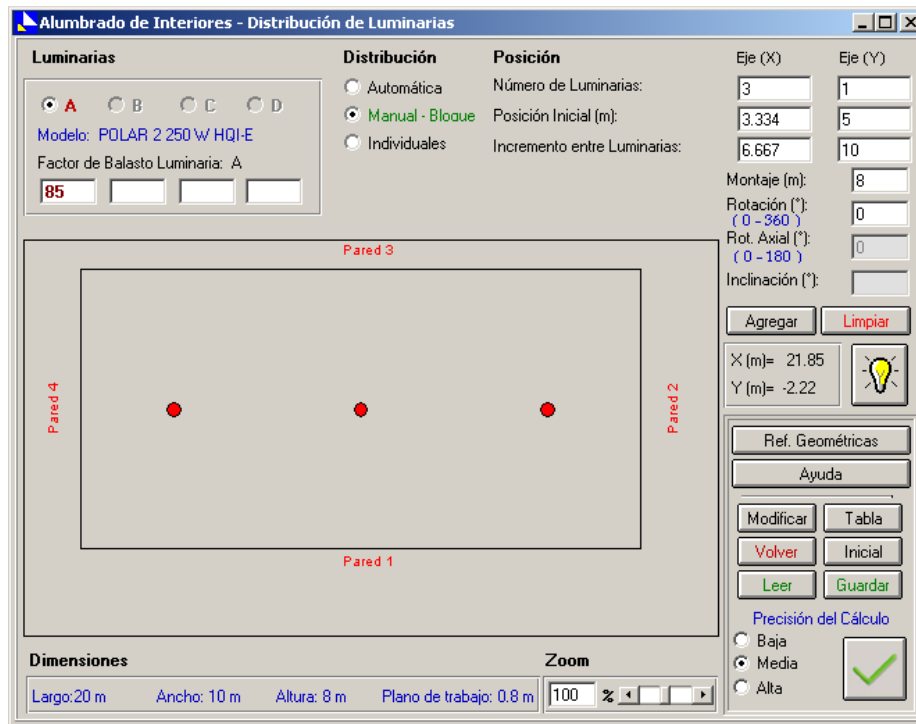 Alumbrado de Interiores - Distribución de Luminarias
Luminarias
A B C D
Modelo: POLAR 2 250 W HQI-E
Factor de Balasto Luminaria: A
85
Distribución
Automática
Manual - Bloque
Individuales
Posición
Eje (X) Eje (Y)
Número de Luminarias: 3 1
Posición Inicial (m): 3.334 5
Incremento entre Luminarias: 6.667 10
Montaje (m): 8
Rotación (°): 0
( 0 - 360 )
Rot. Axial (°): 0
( 0 - 180 )
Inclinación (°):
Agregar Limpiar
X (m)= 21.85
Y (m)= -2.22
Pared 3
Pared 4
Pared 2
Pared 1
Ref. Geométricas
Ayuda
Modificar Tabla
Volver Inicial
Leer Guardar
Precisión del Cálculo
Baja
Media
Alta
Dimensiones
Largo:20 m Ancho: 10 m Altura: 8 m Plano de trabajo: 0.8 m
Zoom
100 %